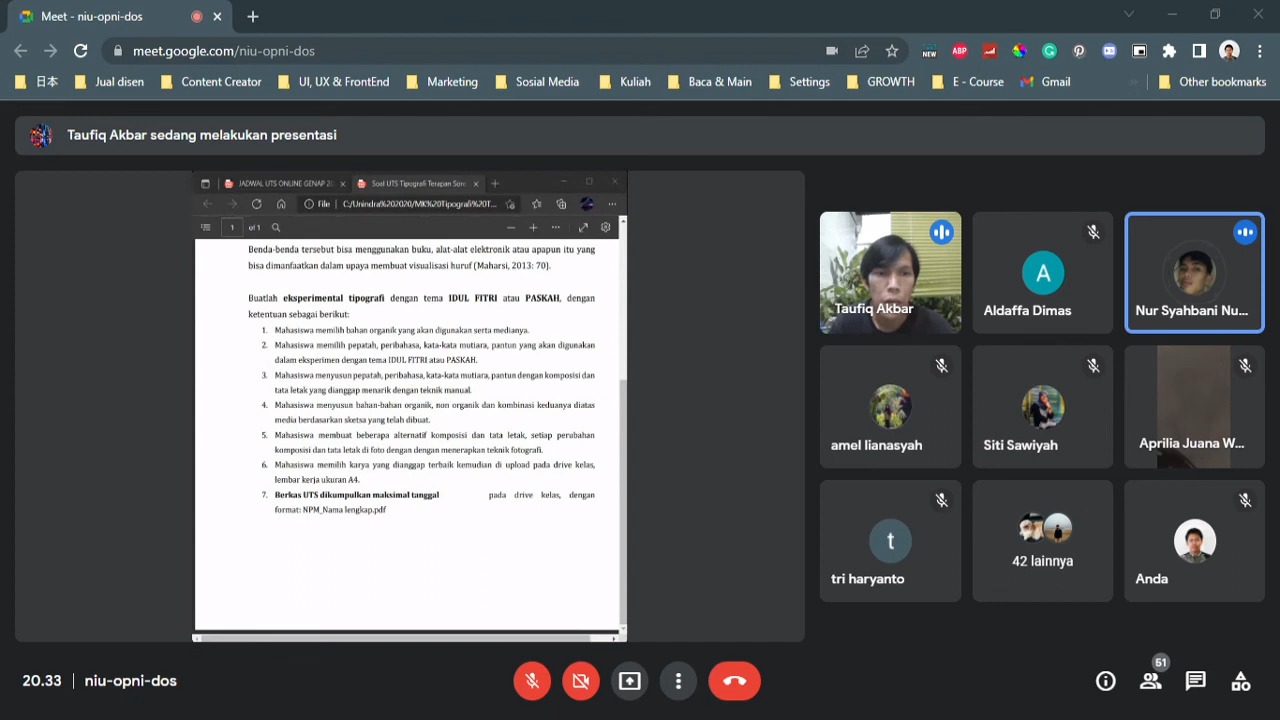 Meet - niu-opni-dos
meet.google.com/niu-opni-dos
日本 Jual disen Content Creator UI, UX & FrontEnd Marketing Sosial Media Kuliah Baca & Main Settings GROWTH E - Course Gmail Other bookmarks
Taufiq Akbar sedang melakukan presentasi
JADWAL UTS ONLINE GENAP 20 Soal UTS Tipografi Terapan Sore
File C:/Unindra%202020/MK%20Tipografi%20T...
1 of 1
Benda-benda tersebut bisa menggunakan buku, alat-alat elektronik atau apapun itu yang
bisa dimanfaatkan dalam upaya membuat visualisasi huruf (Maharsi, 2013: 70).
Buatlah eksperimental tipografi dengan tema IDUL FITRI atau PASKAH, dengan
ketentuan sebagai berikut:
1. Mahasiswa memilih bahan organik yang akan digunakan serta medianya.
2. Mahasiswa memilih pepatah, peribahasa, kata-kata mutiara, pantun yang akan digunakan
dalam eksperimen dengan tema IDUL FITRI atau PASKAH.
3. Mahasiswa menyusun pepatah, peribahasa, kata-kata mutiara, pantun dengan komposisi dan
tata letak yang dianggap menarik dengan teknik manual.
4. Mahasiswa menyusun bahan-bahan organik, non organik dan kombinasi keduanya diatas
media berdasarkan sketsa yang telah dibuat.
5. Mahasiswa membuat beberapa alternatif komposisi dan tata letak, setiap perubahan
komposisi dan tata letak di foto dengan dengan menerapkan teknik fotografi.
6. Mahasiswa memilih karya yang dianggap terbaik kemudian di upload pada drive kelas,
lembar kerja ukuran A4.
7. Berkas UTS dikumpulkan maksimal tanggal pada drive kelas, dengan
format: NPM_Nama lengkap.pdf
Taufiq Akbar
A
Aldaffa Dimas
Nur Syahbani Nu...
amel lianasyah
Siti Sawiyah
Aprilia Juana W...
t
tri haryanto
42 lainnya
Anda
20.33 niu-opni-dos
61